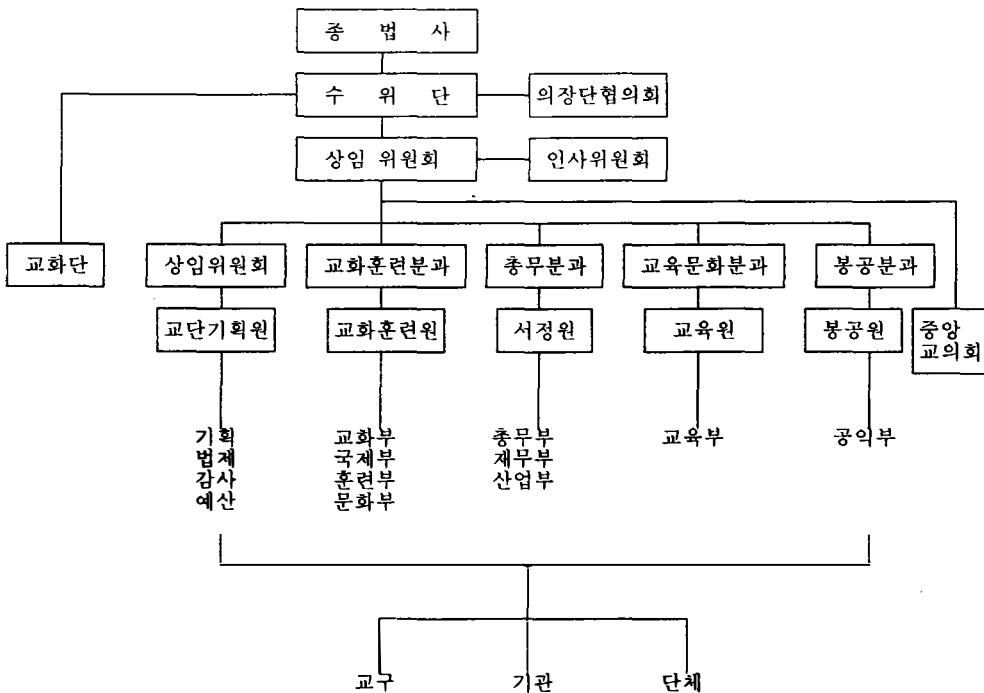 종 법 사
수 위 단
의장단협의회
상임 위원회
인사위원회
교화단
상임위원회
교화훈련분과
총무분과
교육문화분과
봉공분과
교단기획원
교화훈련원
서정원
교육원
봉공원
중앙
교의회
기획
법제
감사
예산
교화부
국제부
훈련부
문화부
총무부
재무부
산업부
교육부
공익부
교구
기관
단체